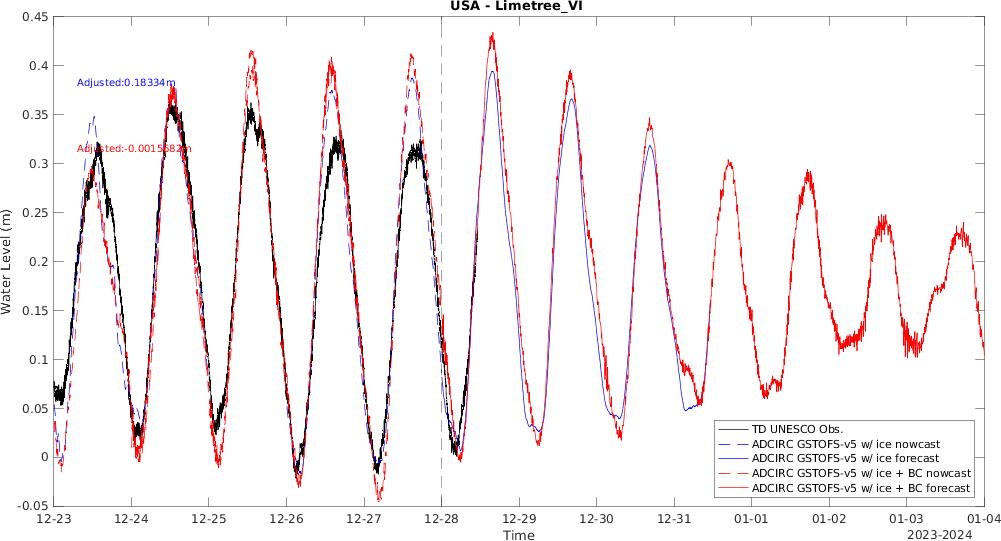 USA - Limetree_VI
Water Level (m)
0.45
0.4
0.35
0.3
0.25
0.2
0.15
0.1
0.05
0
-0.05
Adjusted:0.18334m
Adjusted:-0.0015682m
TD UNESCO Obs.
ADCIRC GSTOFS-v5 w/ ice nowcast
ADCIRC GSTOFS-v5 w/ ice forecast
ADCIRC GSTOFS-v5 w/ ice + BC nowcast
ADCIRC GSTOFS-v5 w/ ice + BC forecast
12-23 12-24 12-25 12-26 12-27 12-28 12-29 12-30 12-31 01-01 01-02 01-03 01-04
Time
2023-2024